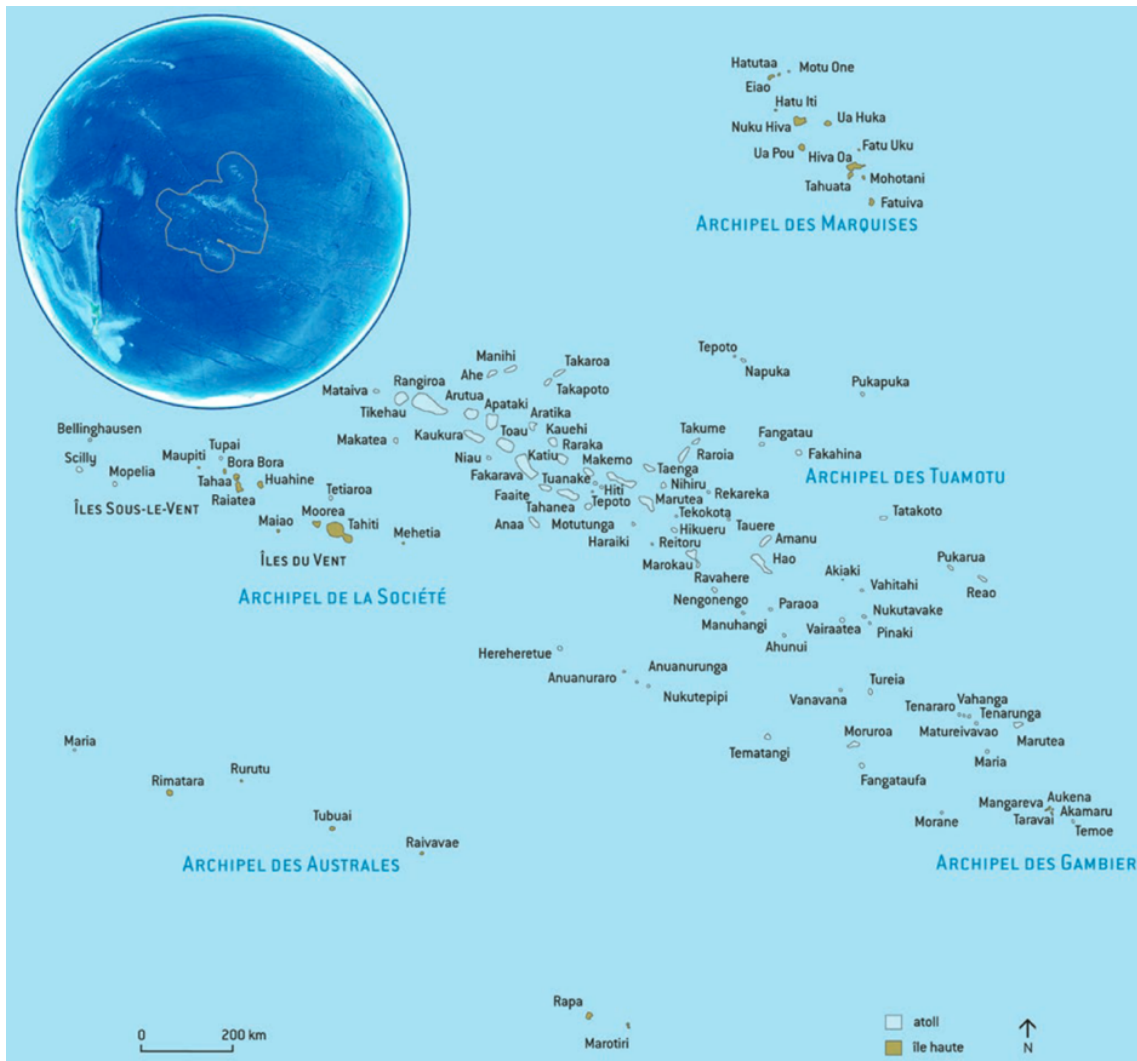 Hatutaa
Motu One
Eiao
Hatu Iti
Nuku Hiva
Ua Huka
Ua Pou
Hiva Oa
Fatu Uku
Tahuata
Mohotani
Fatuiva
ARCHIPEL DES MARQUISES
Manihi
Takaroa
Ahe
Takapoto
Tepoto
Napuka
Pukapuka
Mataiva
Rangiroa
Tikehau
Arutua
Apataki
Aratika
Makatea
Kaukura
Toau
Kauehi
Raraka
Niau
Katiu
Makemo
Fakarava
Tuanake
Hiti
Faaite
Tahanea
Tepoto
Anaa
Motutunga
Haraiki
Takume
Raroia
Taenga
Nihiru
Rekareka
Marutea
Tekokota
Hikueru
Tauere
Reitoru
Amanu
Marokau
Hao
Ravahere
Nengonengo
Paraoa
Manuhangi
Ahunui
Fangatau
Fakahina
ARCHIPEL DES TUAMOTU
Tatakoto
Akiaki
Vahitahi
Pukarua
Reao
Nukutavake
Vairaatea
Pinaki
Bellinghausen
Scilly
Mopelia
Maupiti
Tupai
Bora Bora
Tahaa
Huahine
Raiatea
ÎLES SOUS-LE-VENT
Tetiaroa
Moorea
Maiao
Tahiti
Mehetia
ÎLES DU VENT
ARCHIPEL DE LA SOCIÉTÉ
Hereheretue
Anuanuraro
Anuanurunga
Nukutepipi
Tureia
Vanavana
Tenararo
Vahanga
Tenarunga
Matureivavao
Marutea
Moruroa
Tematangi
Maria
Fangataufa
Mangareva
Aukena
Akamaru
Taravai
Morane
Temoe
ARCHIPEL DES GAMBIER
Maria
Rimatara
Rurutu
Tubuai
Raivavae
ARCHIPEL DES AUSTRALES
Rapa
Marotiri
0 200 km
atoll
île haute
N